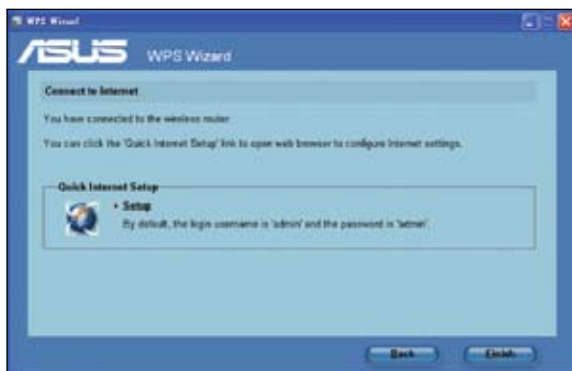 WPS Wizard
ASUS WPS Wizard
Connect to Internet
You have connected to the wireless router.
You can click the 'Quick Internet Setup' link to open web browser to configure Internet settings.
Quick Internet Setup
Setup
By default, the login username is 'admin' and the password is 'admin'.
Back Finish